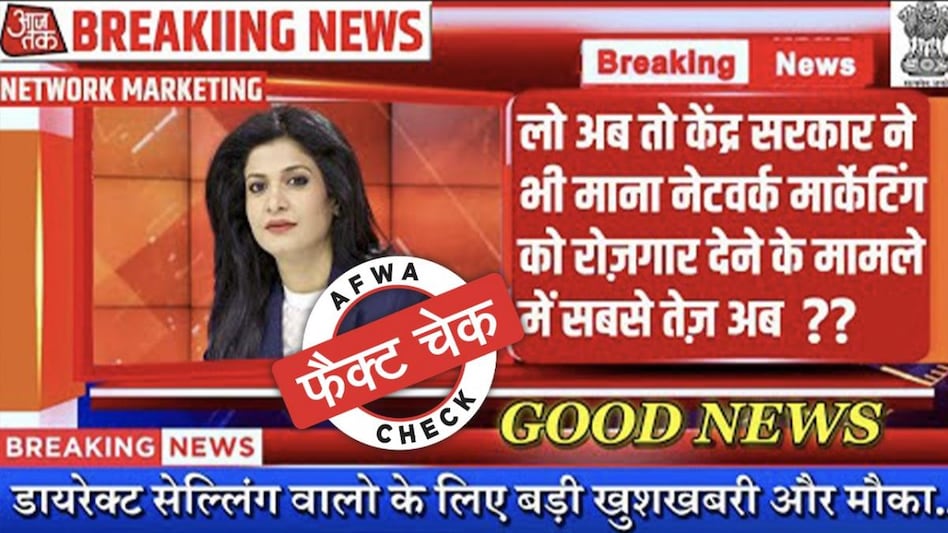 आज तक
BREAKIING NEWS
NETWORK MARKETING
Breaking News
लो अब तो केंद्र सरकार ने
भी माना नेटवर्क मार्केटिंग
को रोज़गार देने के मामले
में सबसे तेज़ अब ??
AFWA
फैक्ट चेक
CHECK
GOOD NEWS
BREAKING NEWS
डायरेक्ट सेल्लिंग वालो के लिए बड़ी खुशखबरी और मौका..